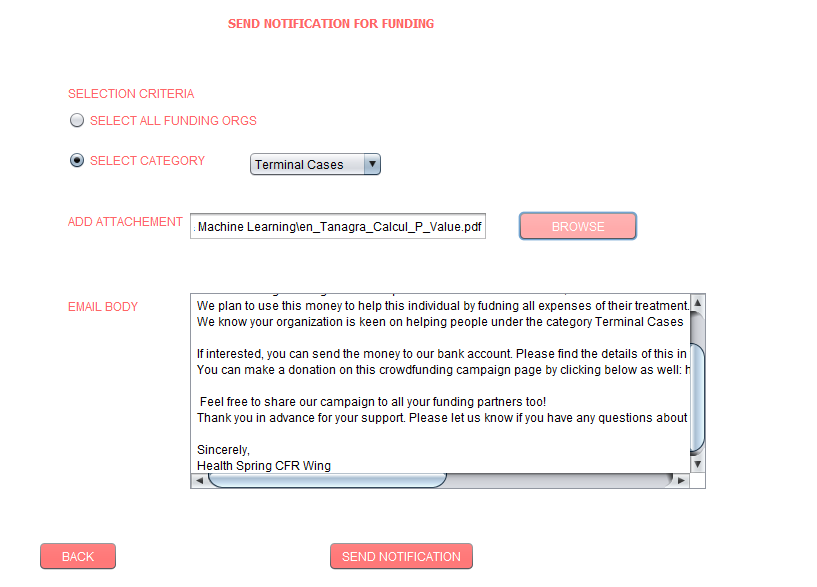 SEND NOTIFICATION FOR FUNDING
SELECTION CRITERIA
SELECT ALL FUNDING ORGS
SELECT CATEGORY
Terminal Cases
ADD ATTACHEMENT
. Machine Learning\en_Tanagra_Calcul_P_Value.pdf
BROWSE
EMAIL BODY
We plan to use this money to help this individual by fudning all expenses of their treatment.
We know your organization is keen on helping people under the category Terminal Cases
If interested, you can send the money to our bank account. Please find the details of this in
You can make a donation on this crowdfunding campaign page by clicking below as well: h
Feel free to share our campaign to all your funding partners too!
Thank you in advance for your support. Please let us know if you have any questions about
Sincerely,
Health Spring CFR Wing
BACK
SEND NOTIFICATION